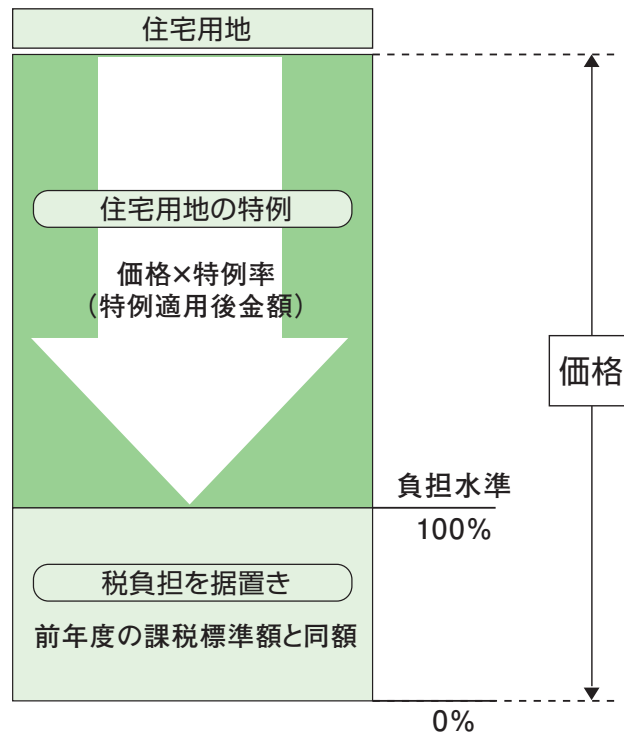 住宅用地
住宅用地の特例
価格×特例率
（特例適用後金額）
価格
負担水準
100%
税負担を据置き
前年度の課税標準額と同額
0%